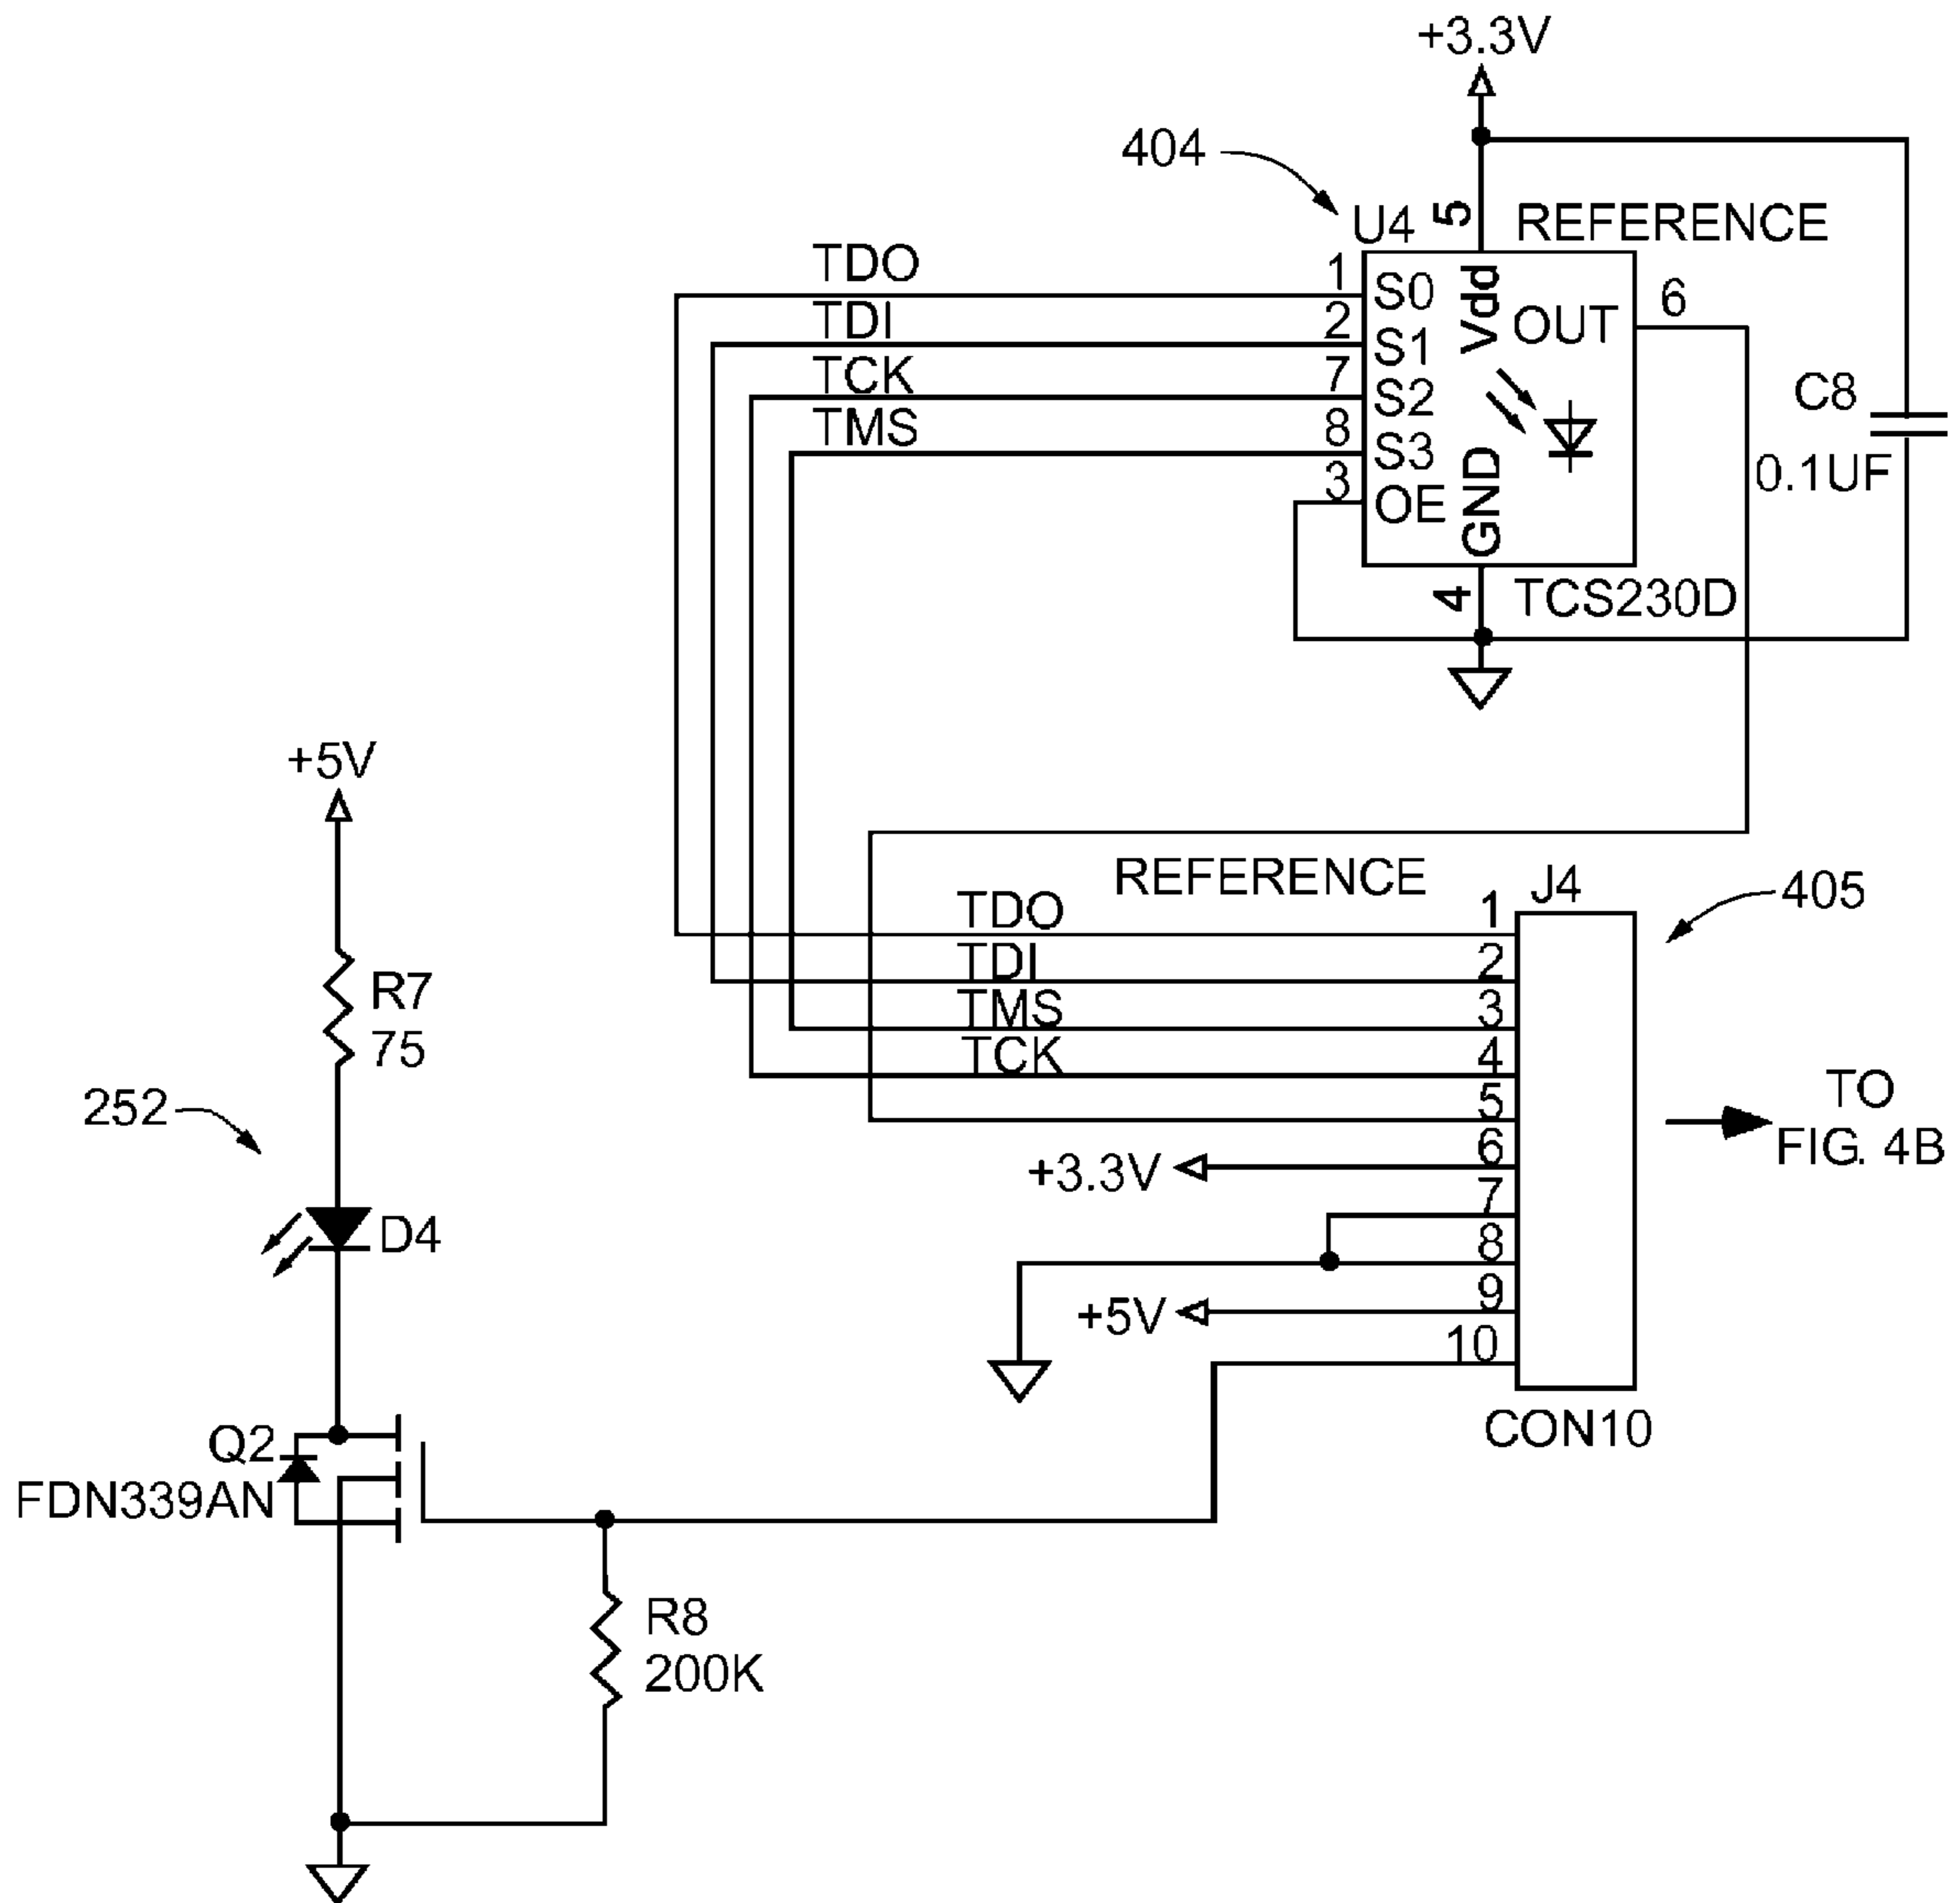 +3.3V
404
U4
5
REFERENCE
TDO
1
S0
Vdd
OUT
6
TDI
2
S1
TCK
7
S2
TMS
8
S3
C8
0.1UF
3
OE
GND
4
TCS230D
+5V
R7
75
252
D4
REFERENCE
J4
405
TDO
1
TDI
2
TMS
3
TCK
4
5
6
+3.3V
7
8
9
+5V
10
TO
FIG. 4B
CON10
Q2
FDN339AN
R8
200K